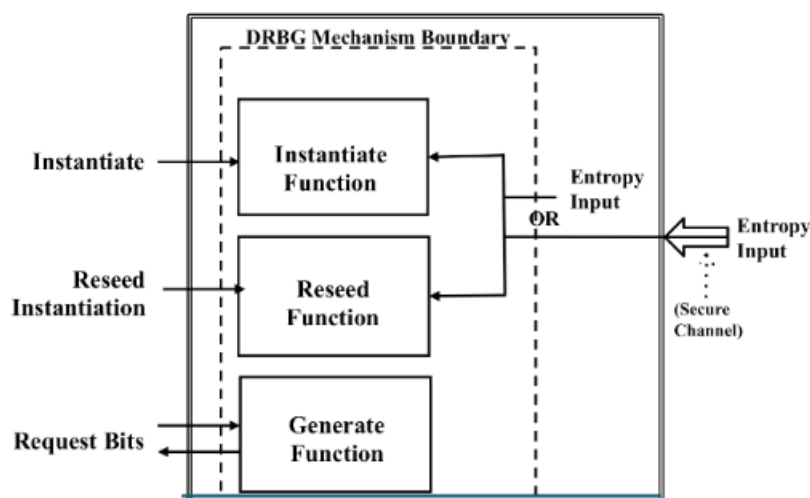 DRBG Mechanism Boundary
Instantiate
Instantiate
Function
Entropy
Input
OR
Entropy
Input
Reseed
Instantiation
Reseed
Function
(Secure
Channel)
Request Bits
Generate
Function